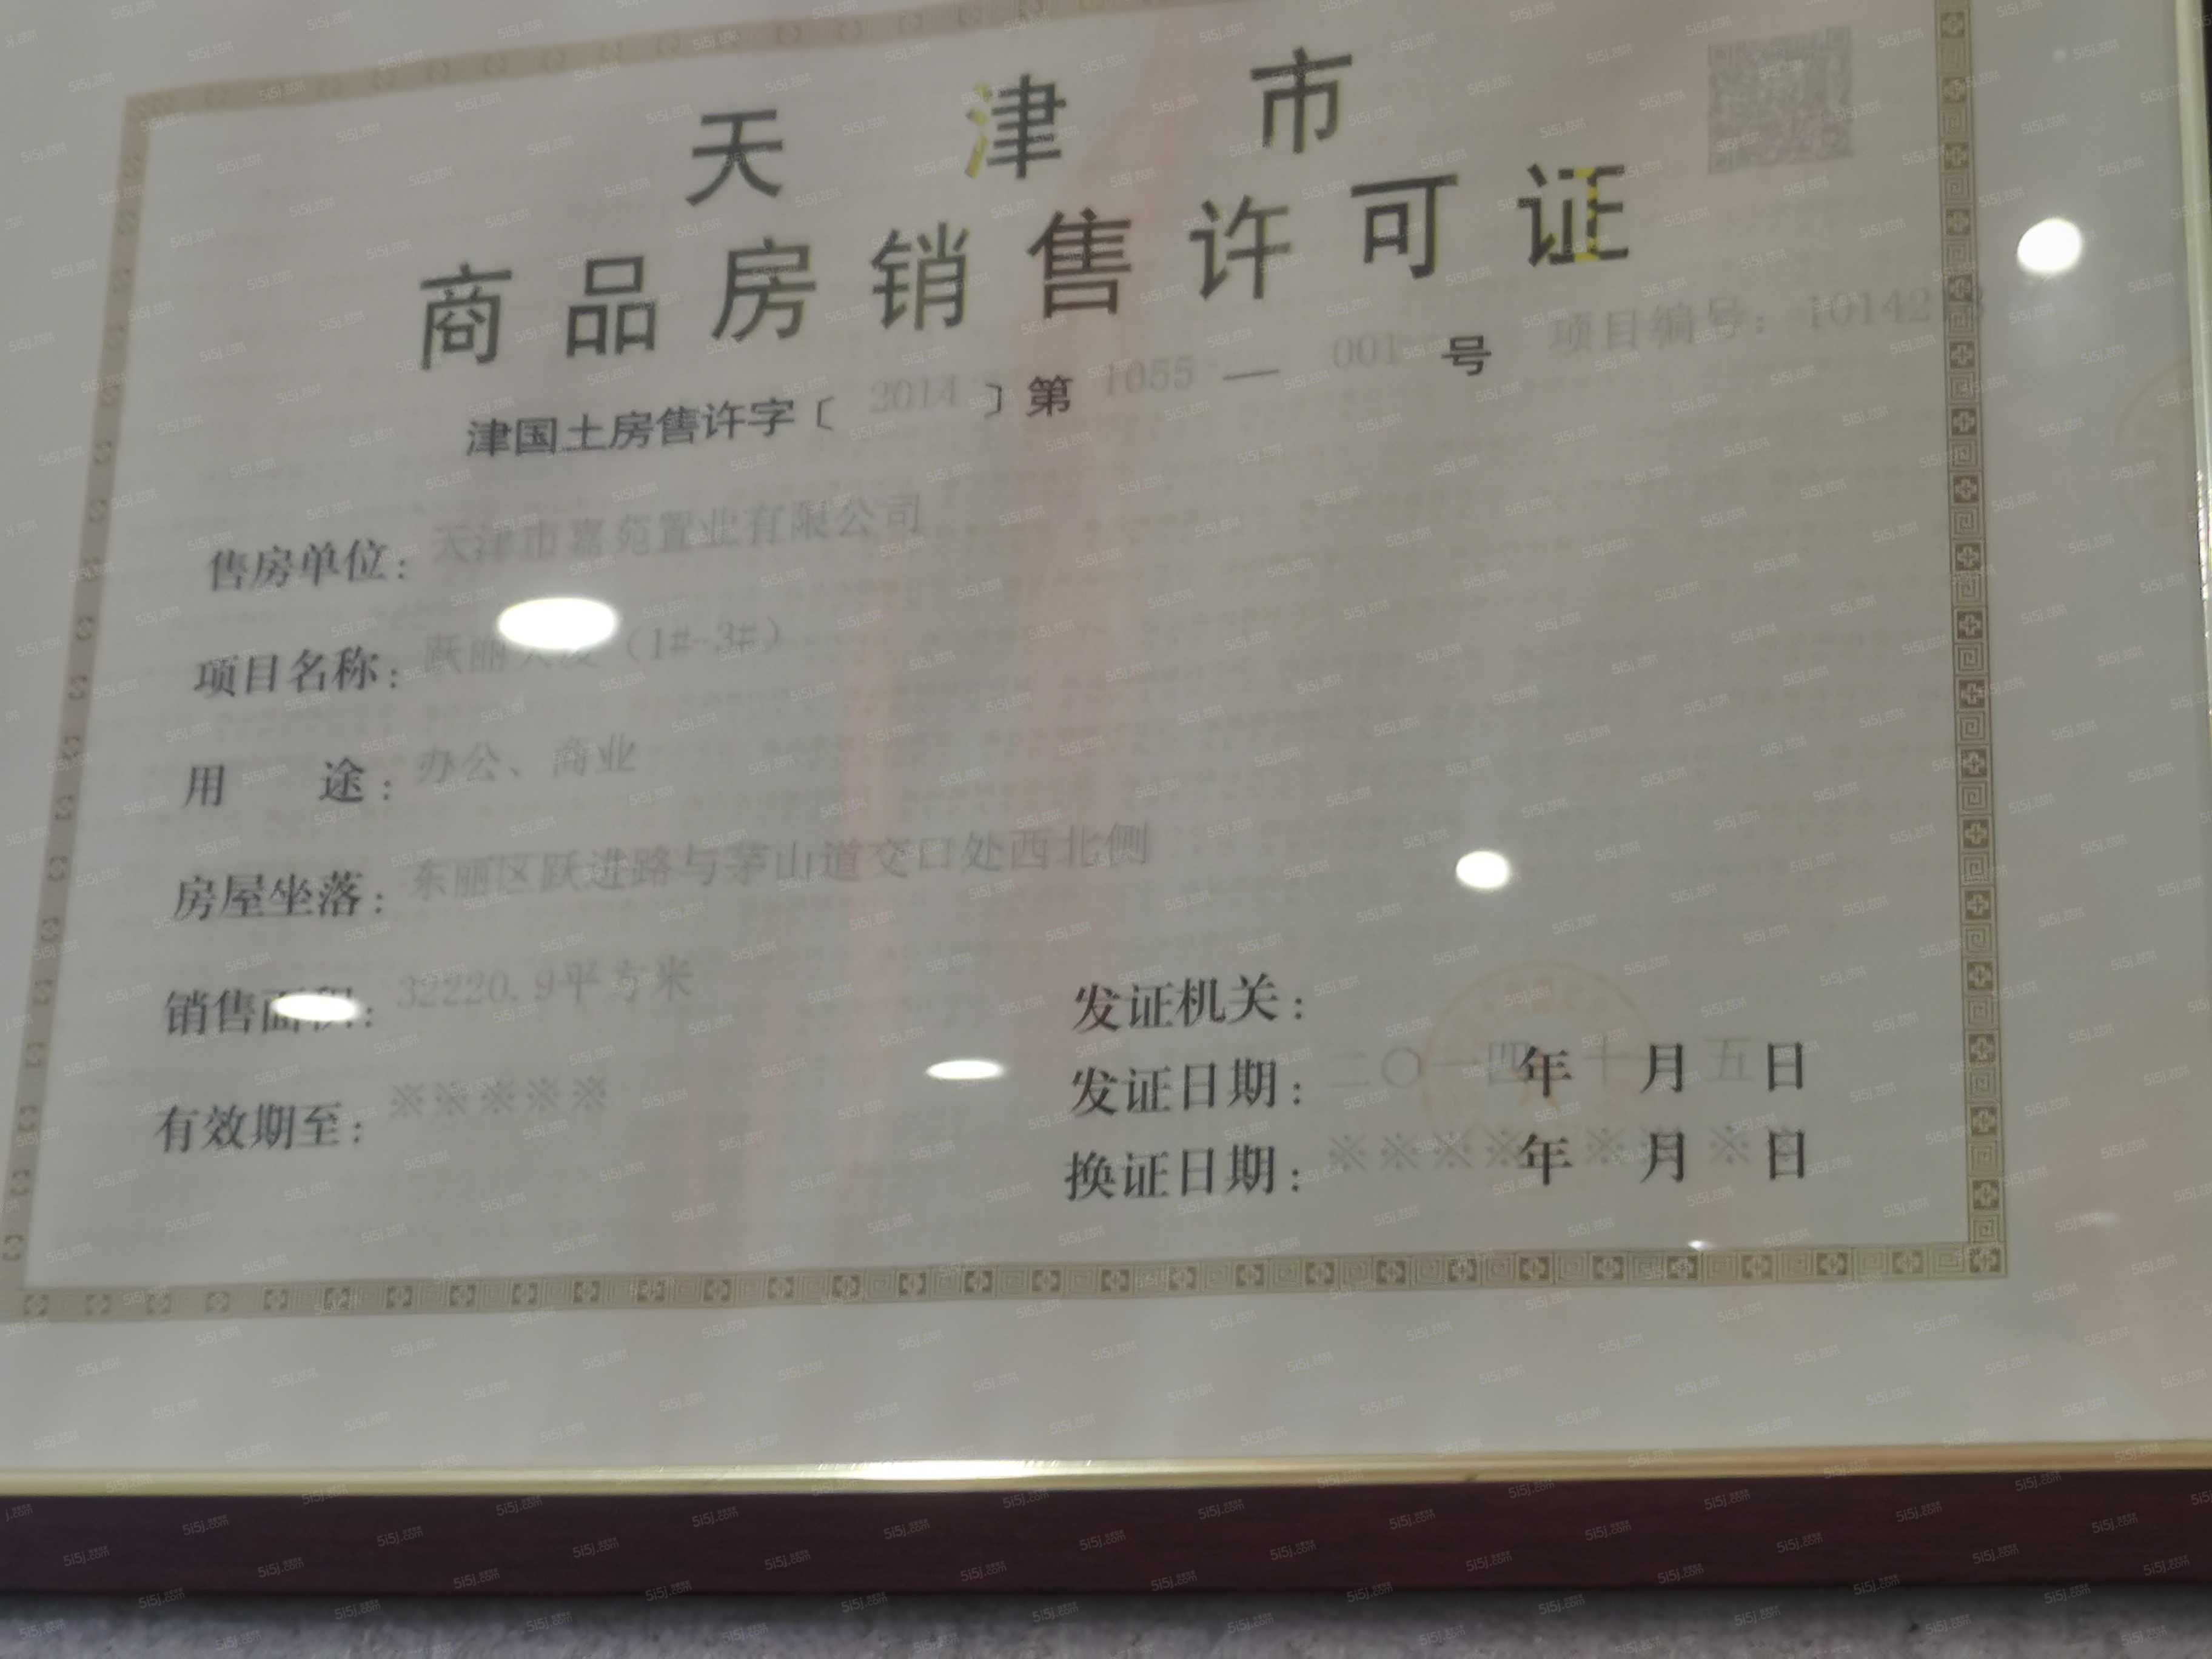 天津市
商品房销售许可证
津国土房售许字〔2014〕第1055—001号 项目编号：
售房单位：天津市嘉苑置业有限公司
项目名称：跃丽大厦（1#-3#）
用途：办公、商业
房屋坐落：东丽区跃进路与茅山道交口处西北侧
销售面积：32220.9平方米
有效期至：※※※※※
发证机关：
发证日期：二〇一四年十月五日
换证日期：※※※※年※月※日
5i5j.com